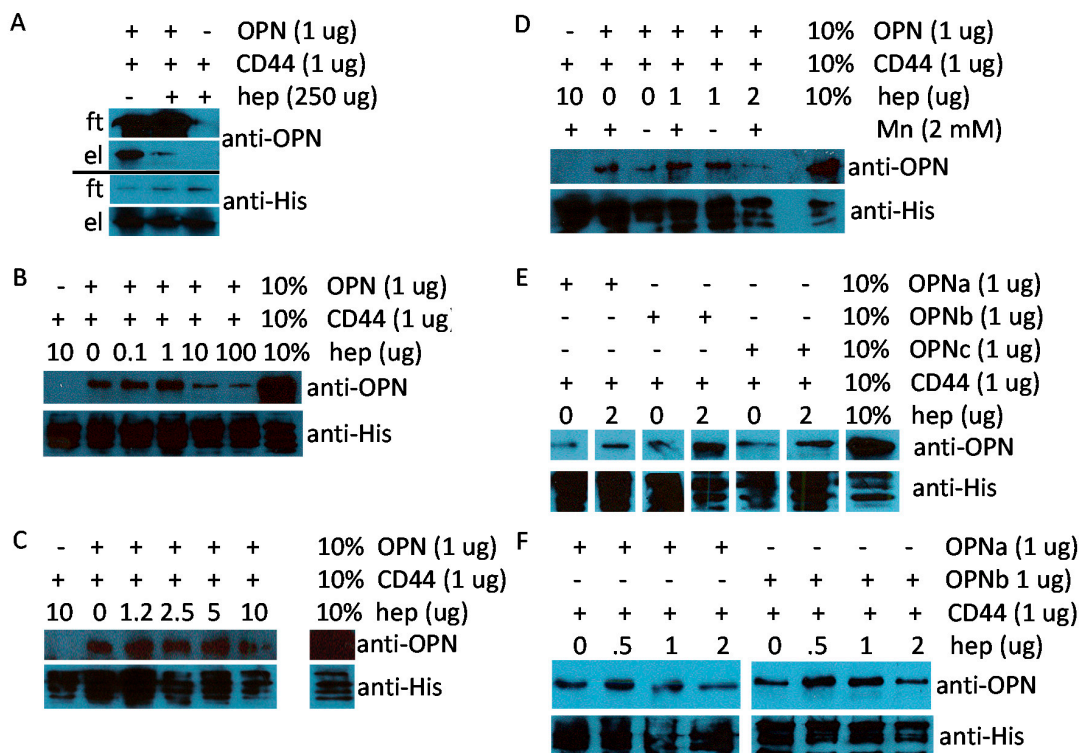 A
+ + - OPN (1 ug)
+ + + CD44 (1 ug)
- + + hep (250 ug)
ft
anti-OPN
el
ft
anti-His
el
B
- + + + + + 10% OPN (1 ug)
+ + + + + + 10% CD44 (1 ug)
10 0 0.1 1 10 100 10% hep (ug)
anti-OPN
anti-His
C
- + + + + + 10% OPN (1 ug)
+ + + + + + 10% CD44 (1 ug)
10 0 1.2 2.5 5 10 10% hep (ug)
anti-OPN
anti-His
D
- + + + + + 10% OPN (1 ug)
+ + + + + + 10% CD44 (1 ug)
10 0 0 1 1 2 10% hep (ug)
+ + - + - + Mn (2 mM)
anti-OPN
anti-His
E
+ + - - - - 10% OPNa (1 ug)
- - + + - - 10% OPNb (1 ug)
- - - - + + 10% OPNc (1 ug)
+ + + + + + 10% CD44 (1 ug)
0 2 0 2 0 2 10% hep (ug)
anti-OPN
anti-His
F
+ + + + - - - - OPNa (1 ug)
- - - - + + + + OPNb 1 ug)
+ + + + + + + + CD44 (1 ug)
0 .5 1 2 0 .5 1 2 hep (ug)
anti-OPN
anti-His